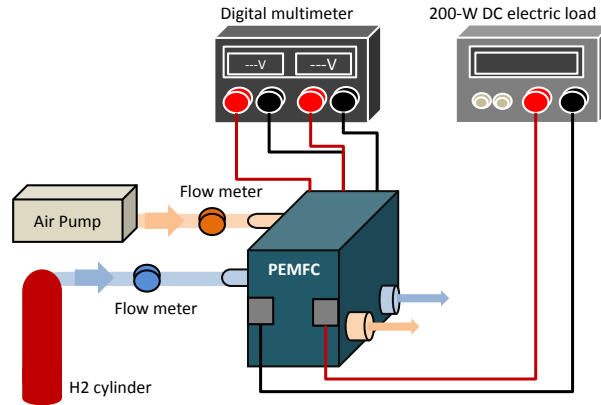 Digital multimeter
200-W DC electric load
---V
---V
Flow meter
Air Pump
PEMFC
Flow meter
H2 cylinder